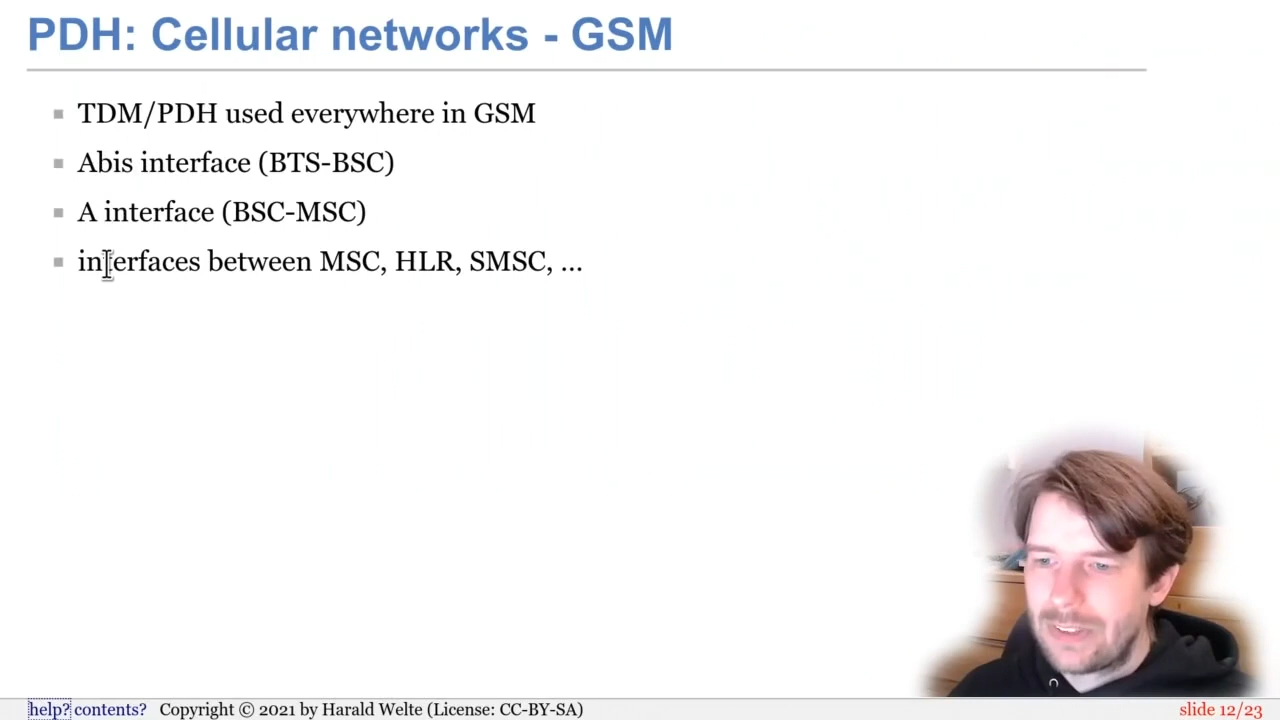 PDH: Cellular networks - GSM
TDM/PDH used everywhere in GSM
Abis interface (BTS-BSC)
A interface (BSC-MSC)
interfaces between MSC, HLR, SMSC, ...
help? contents? Copyright © 2021 by Harald Welte (License: CC-BY-SA) slide 12/23